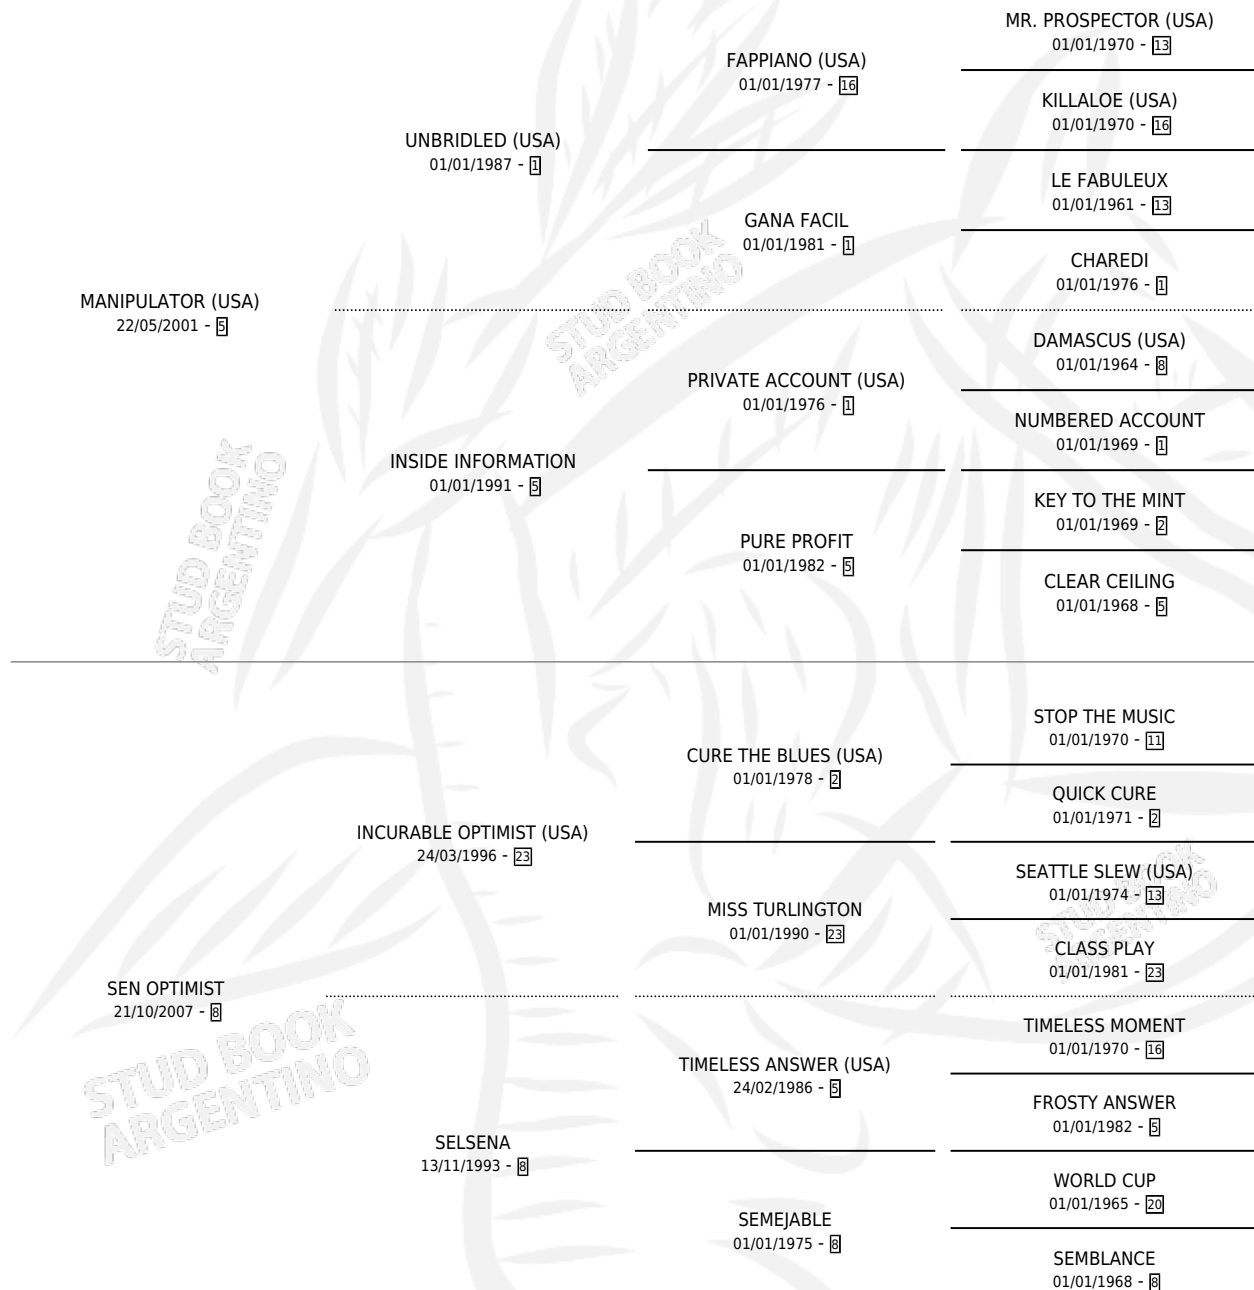 MANIPULATOR (USA)
22/05/2001 - 5
UNBRIDLED (USA)
01/01/1987 - 1
FAPPIANO (USA)
01/01/1977 - 16
MR. PROSPECTOR (USA)
01/01/1970 - 13
KILLALOE (USA)
01/01/1970 - 16
GANA FACIL
01/01/1981 - 1
LE FABULEUX
01/01/1961 - 13
CHAREDI
01/01/1976 - 1
INSIDE INFORMATION
01/01/1991 - 5
PRIVATE ACCOUNT (USA)
01/01/1976 - 1
DAMASCUS (USA)
01/01/1964 - 8
NUMBERED ACCOUNT
01/01/1969 - 1
PURE PROFIT
01/01/1982 - 5
KEY TO THE MINT
01/01/1969 - 2
CLEAR CEILING
01/01/1968 - 5
SEN OPTIMIST
21/10/2007 - 8
INCURABLE OPTIMIST (USA)
24/03/1996 - 23
CURE THE BLUES (USA)
01/01/1978 - 2
STOP THE MUSIC
01/01/1970 - 11
QUICK CURE
01/01/1971 - 2
MISS TURLINGTON
01/01/1990 - 23
SEATTLE SLEW (USA)
01/01/1974 - 13
CLASS PLAY
01/01/1981 - 23
SELSENA
13/11/1993 - 8
TIMELESS ANSWER (USA)
24/02/1986 - 5
TIMELESS MOMENT
01/01/1970 - 16
FROSTY ANSWER
01/01/1982 - 5
SEMEJABLE
01/01/1975 - 8
WORLD CUP
01/01/1965 - 20
SEMBLANCE
01/01/1968 - 8
STUD BOOK
ARGENTINO
STUD BOOK
ARGENTINO
STUD BOOK
ARGENTINO
STUD BOOK
ARGENTINO